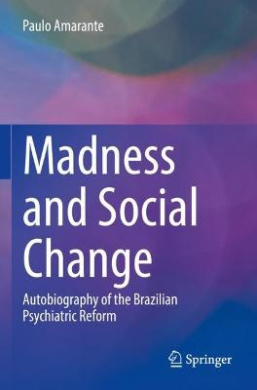 Paulo Amarante
Madness
and Social
Change
Autobiography of the Brazilian
Psychiatric Reform
Springer